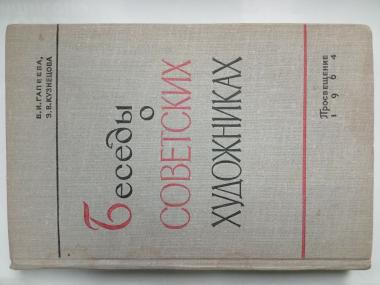 В. И. ГАПЕЕВА,
Э. В. КУЗНЕЦОВА
Беседы
о
СОВЕТСКИХ
ХУДОЖНИКАХ
Просвещение
1964